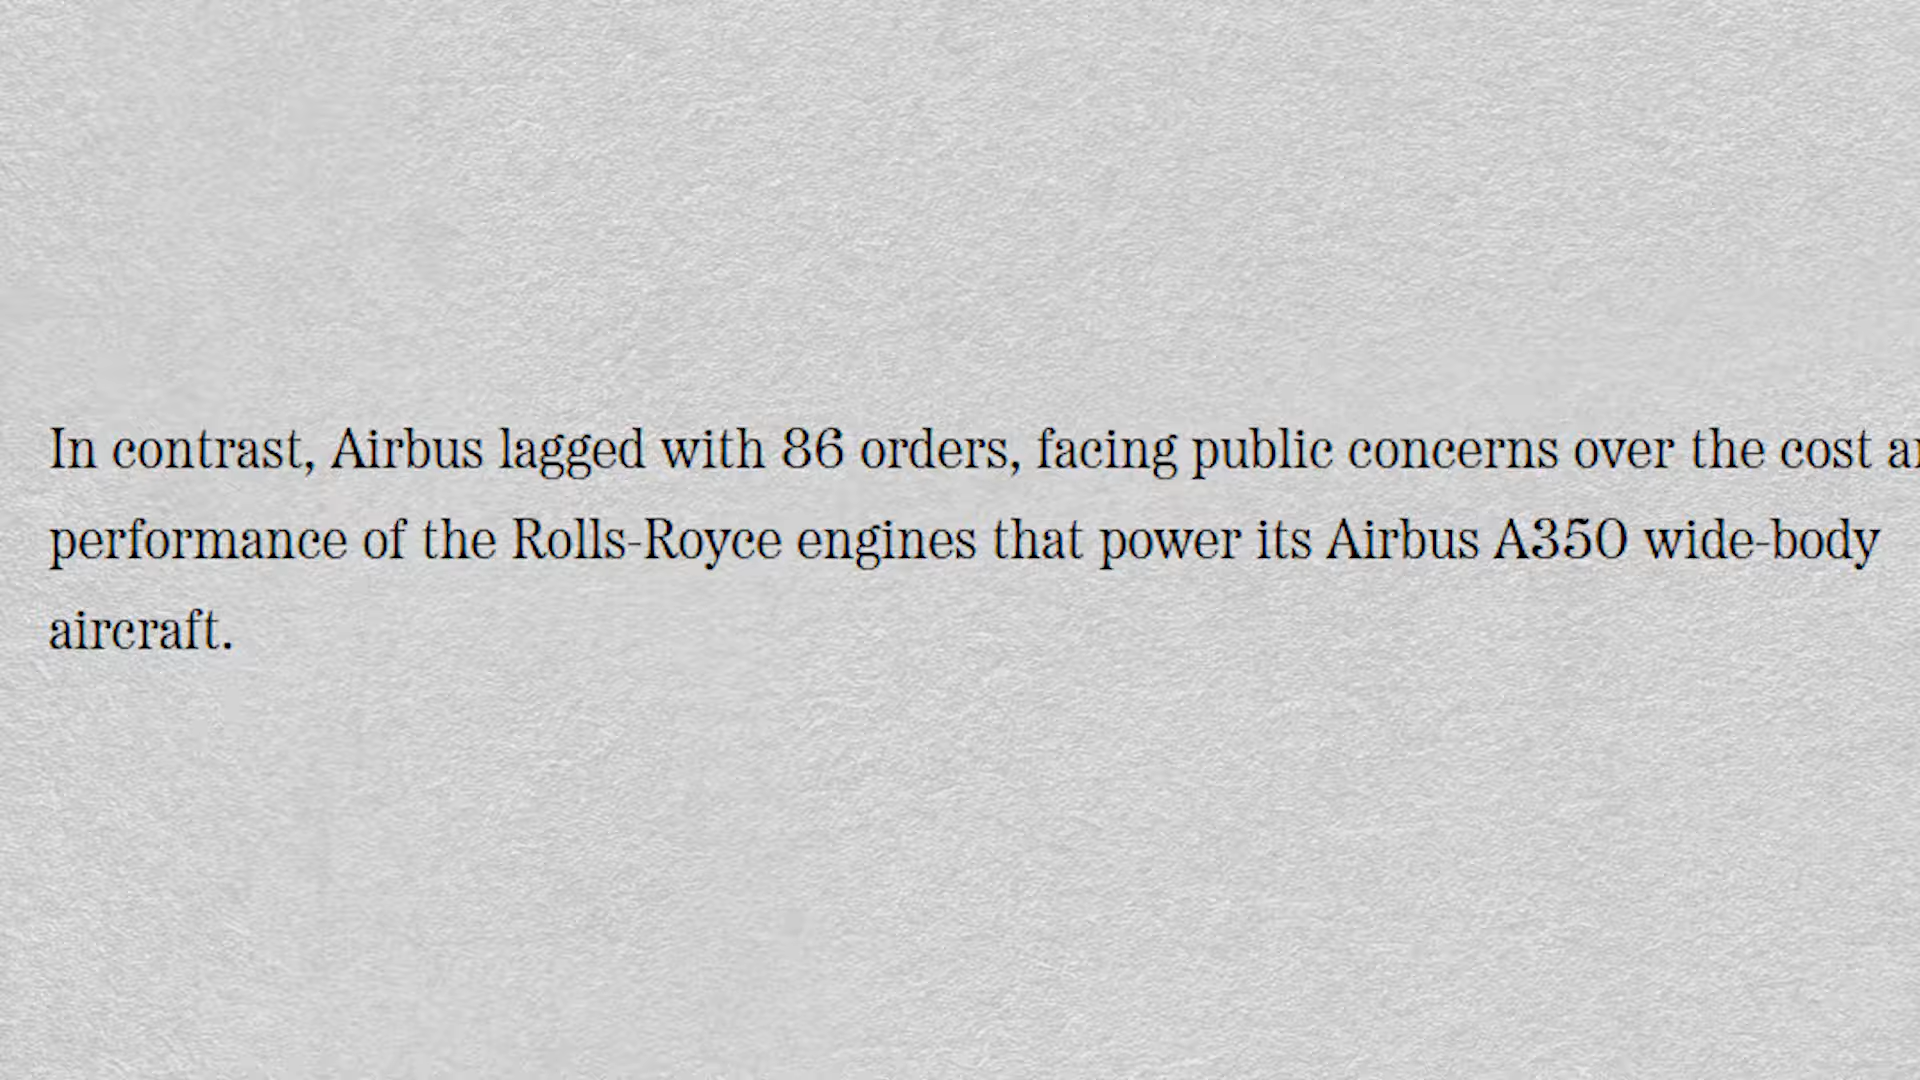 In contrast, Airbus lagged with 86 orders, facing public concerns over the cost
performance of the Rolls-Royce engines that power its Airbus A350 wide-body
aircraft.